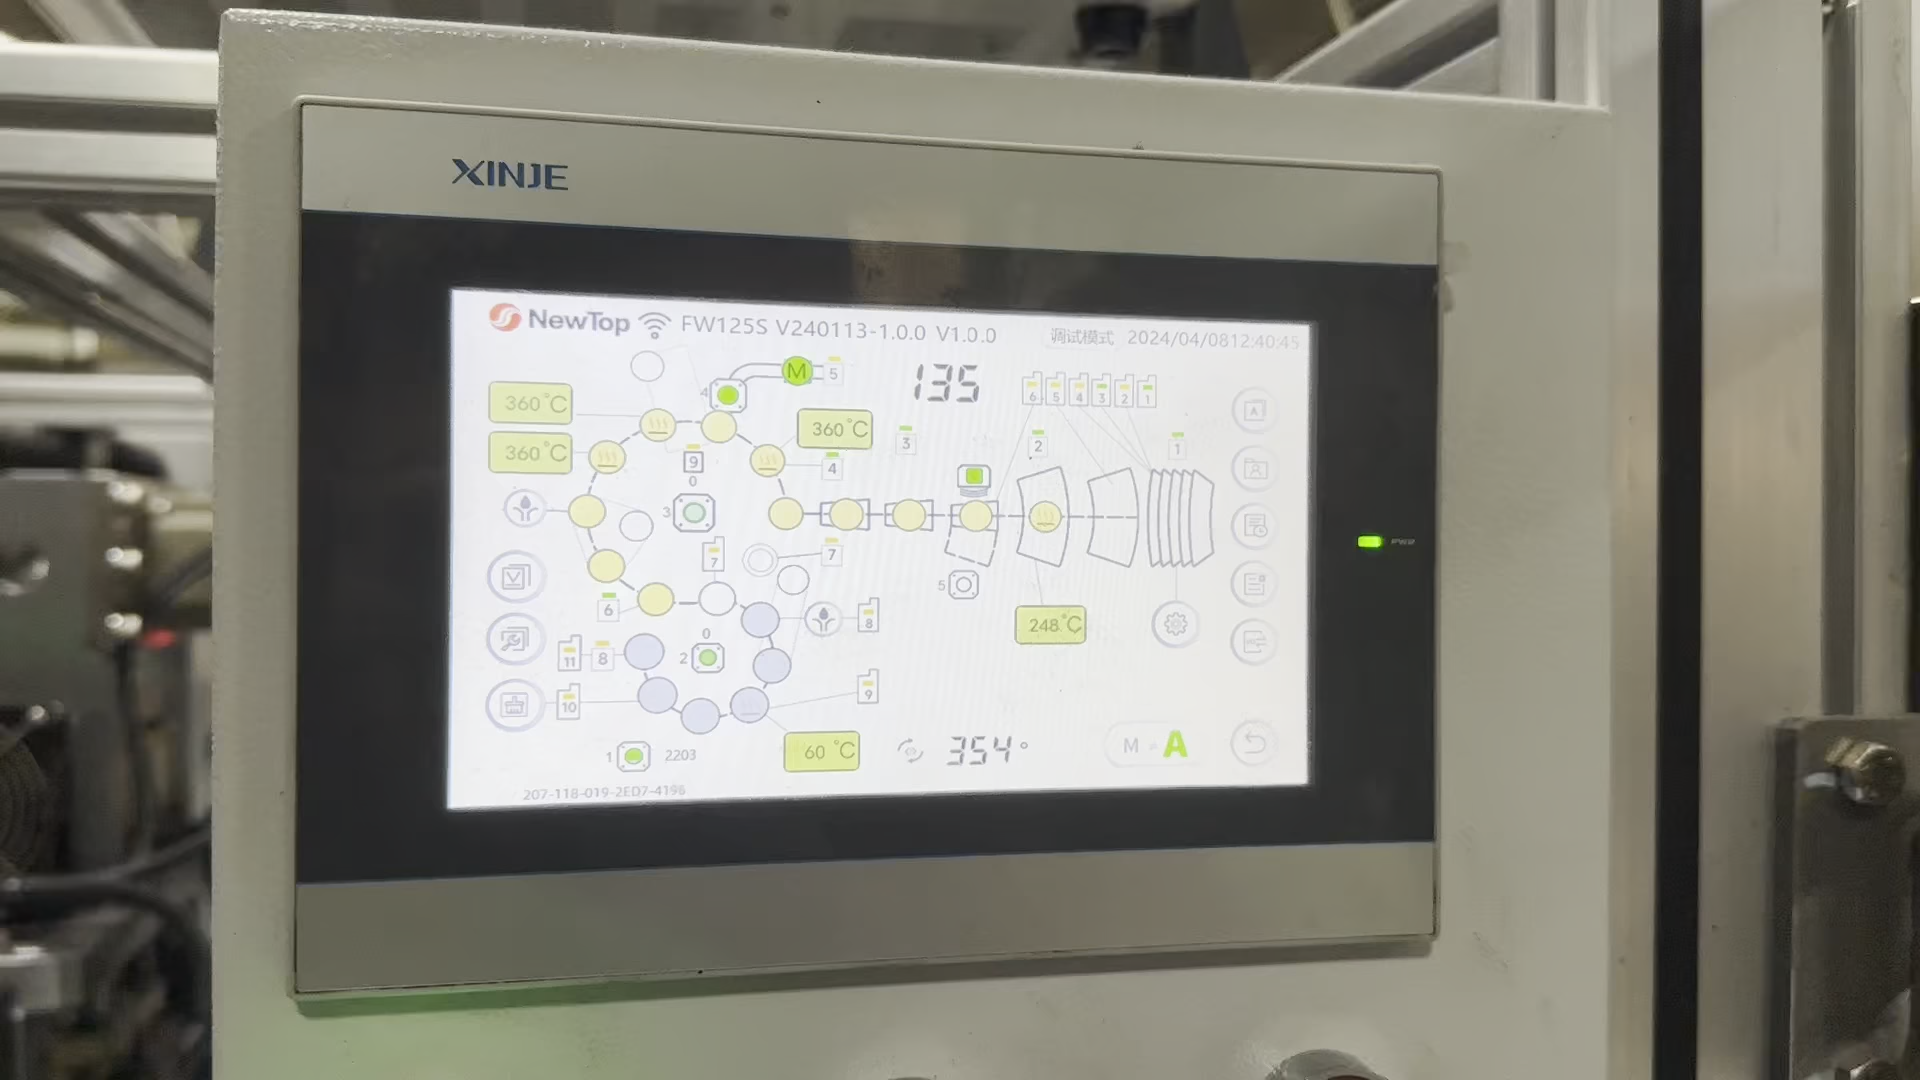 XINJE
NewTop FW125S V240113-1.0.0 V1.0.0 调试模式 2024/04/0812:40:45
4 M 5 135 6 5 4 3 2 1
360°C 360°C 3 2 1
360°C 9 4
0
3
7 7
5
6 8 248°C
0
11 8 2
10 9
1 2203 60 °C 354° M A
207-118-019-2ED7-4196